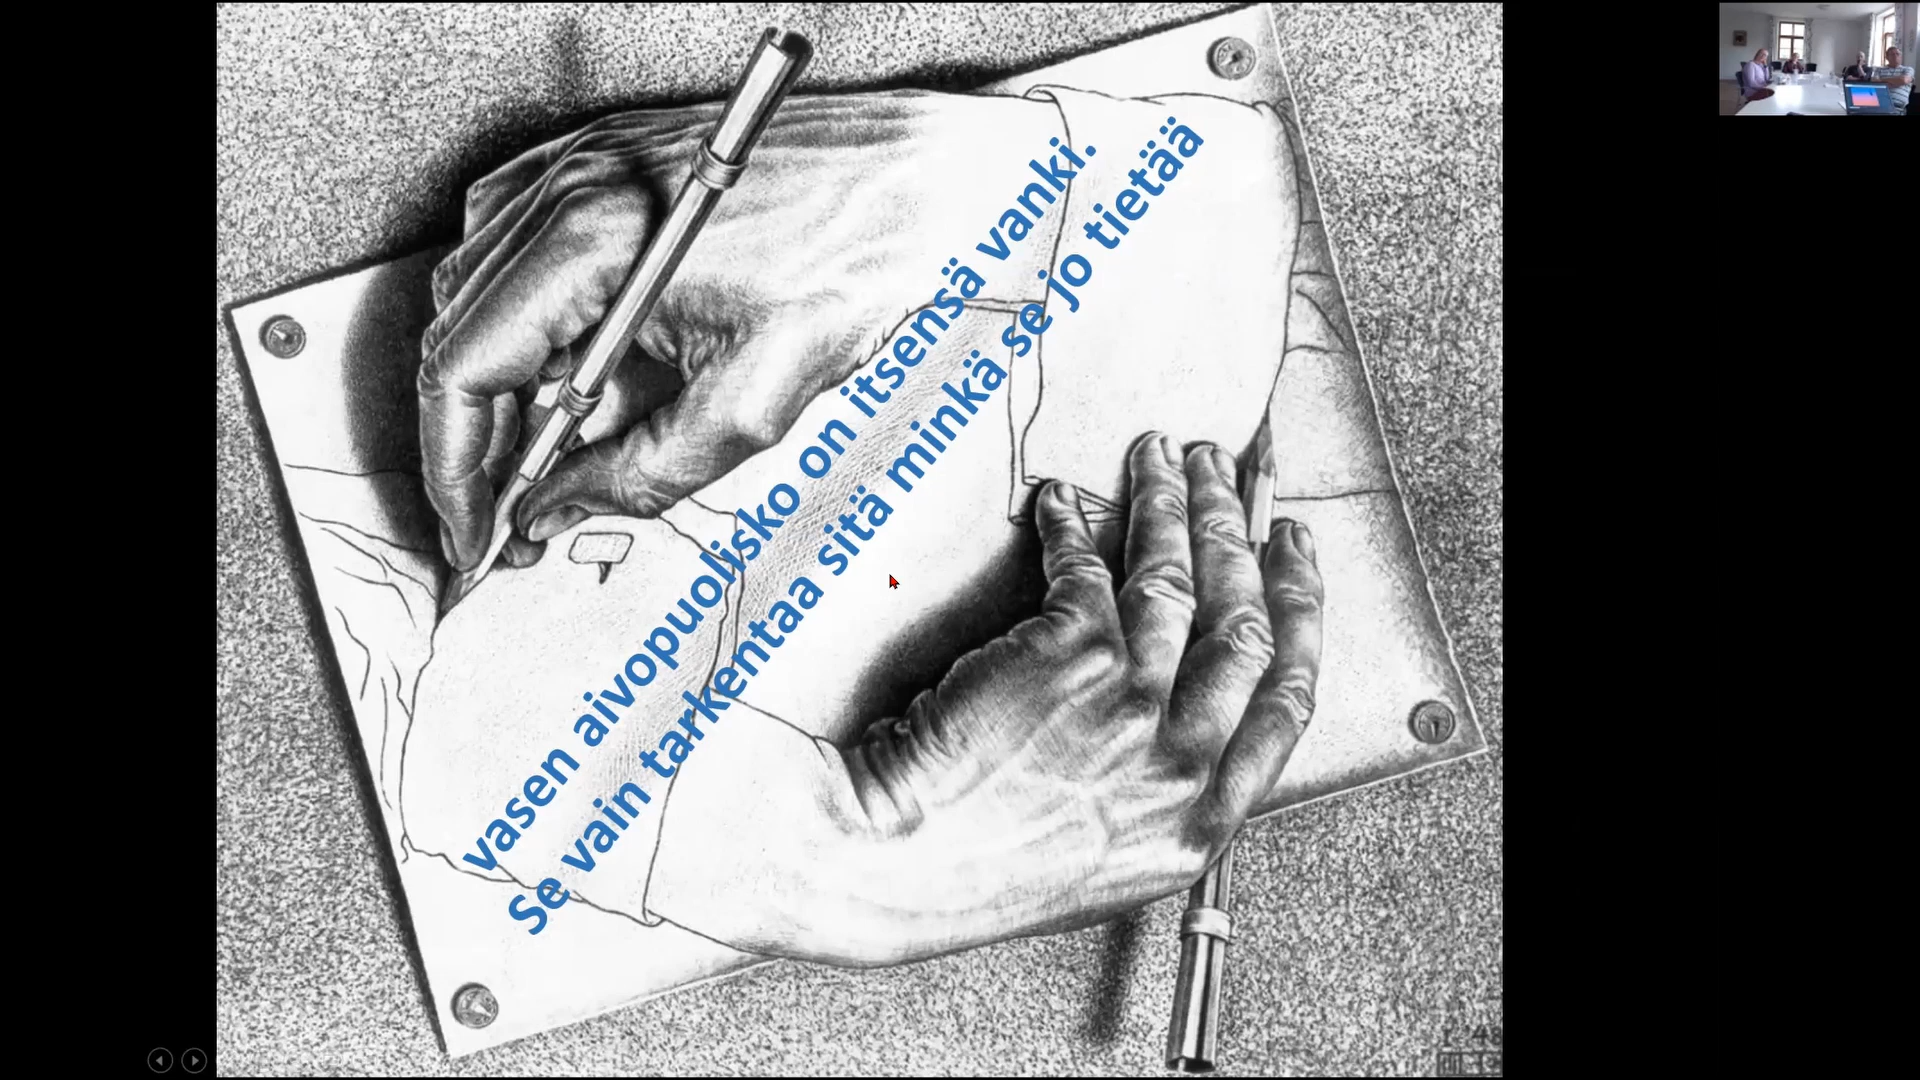 vasen aivopuolisko on itsensä vanki.
Se vain tarkentaa sitä minkä se jo tietää